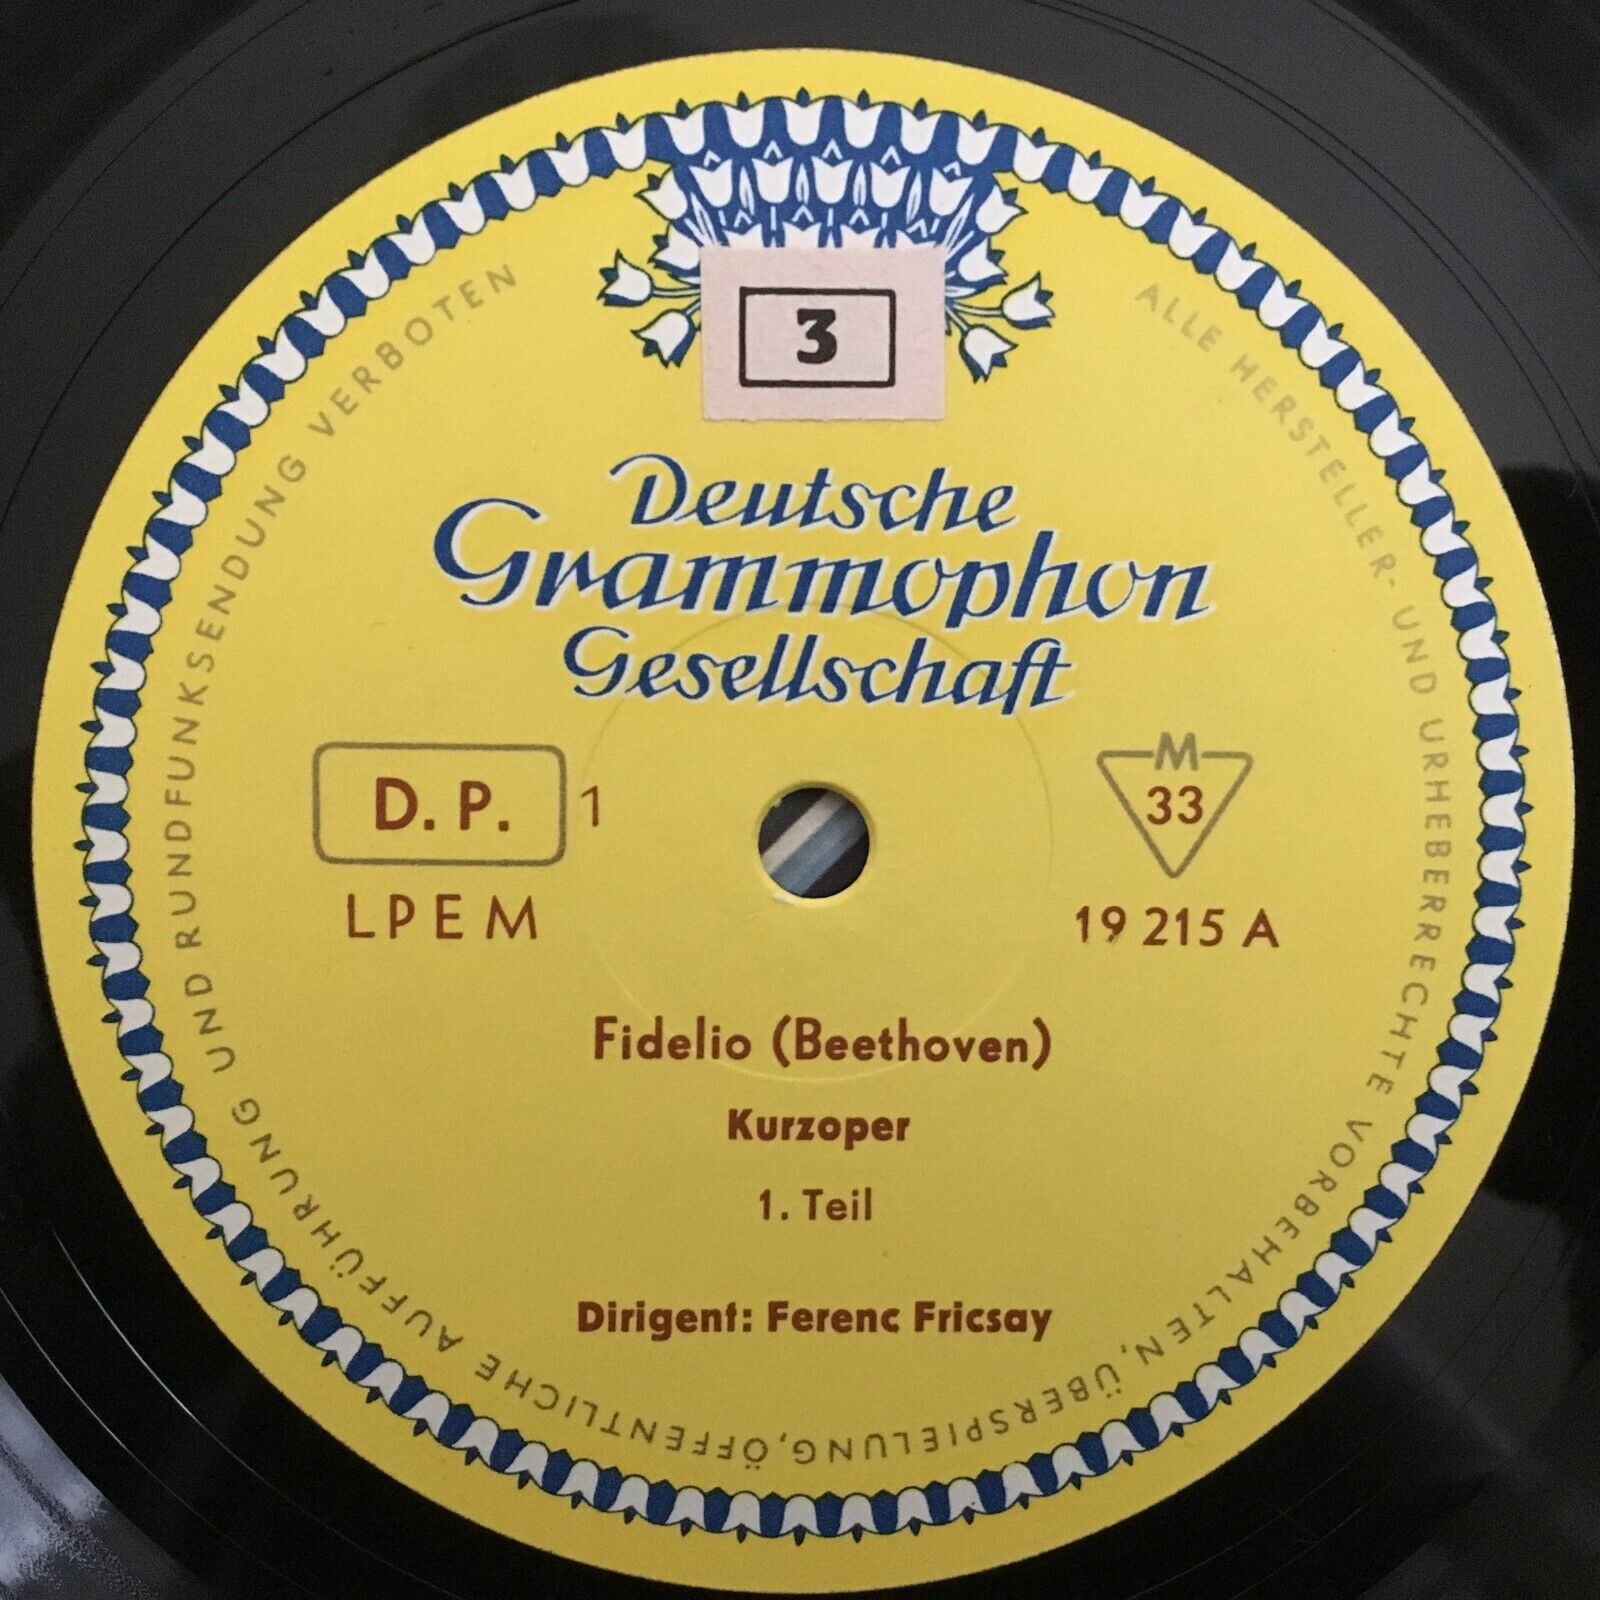 3
Deutsche
Grammophon
Gesellschaft
D. P. 1
M
33
LPEM
19 215 A
Fidelio (Beethoven)
Kurzoper
1. Teil
Dirigent: Ferenc Fricsay
ALLE HERSTELLER- UND URHEBERRECHTE VORBEHALTEN, ÜBERSPIELUNG, ÖFFENTLICHE AUFFÜHRUNG UND RUNDFUNKSENDUNG VERBOTEN